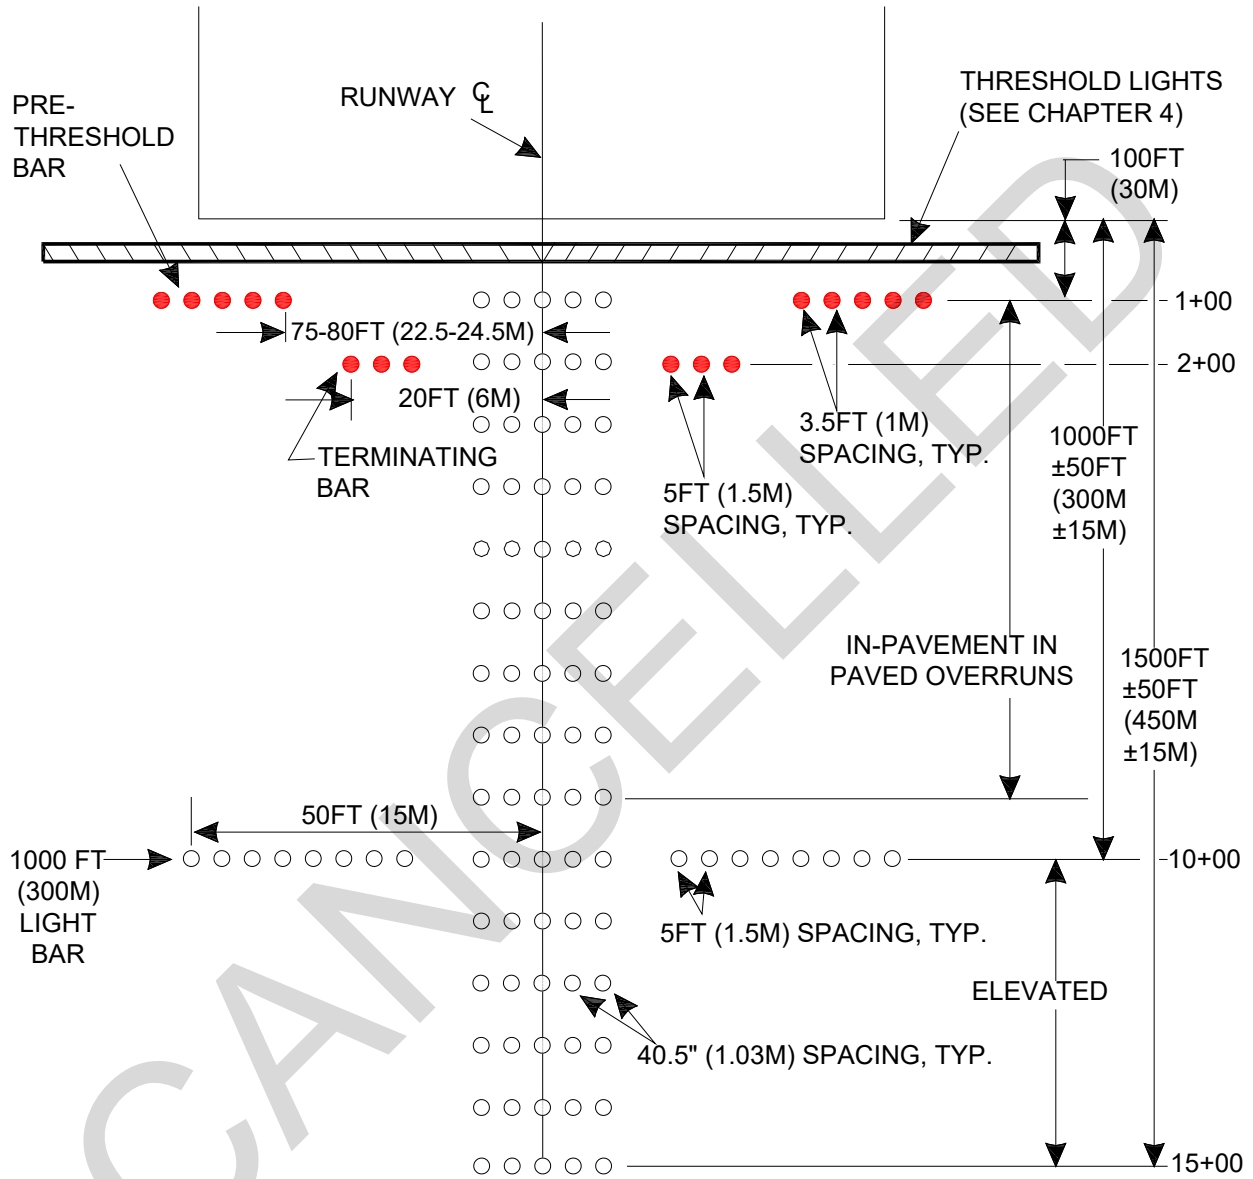 PRE-
THRESHOLD
BAR
RUNWAY ℄
THRESHOLD LIGHTS
(SEE CHAPTER 4)
100FT
(30M)
1+00
75-80FT (22.5-24.5M)
2+00
20FT (6M)
TERMINATING
BAR
3.5FT (1M)
SPACING, TYP.
5FT (1.5M)
SPACING, TYP.
1000FT
±50FT
(300M
±15M)
IN-PAVEMENT IN
PAVED OVERRUNS
1500FT
±50FT
(450M
±15M)
50FT (15M)
1000 FT
(300M)
LIGHT
BAR
10+00
5FT (1.5M) SPACING, TYP.
ELEVATED
40.5" (1.03M) SPACING, TYP.
15+00
CANCELLED